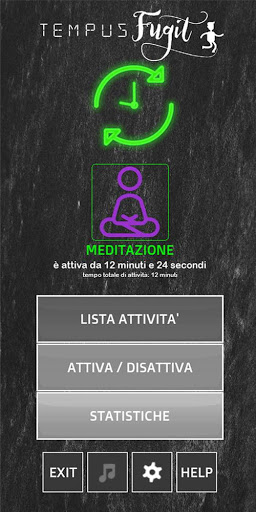 TEMPUS Fugit
MEDITAZIONE
è attiva da 12 minuti e 24 secondi
tempo totale di attività: 12 minuti
LISTA ATTIVITA'
ATTIVA / DISATTIVA
STATISTICHE
EXIT HELP